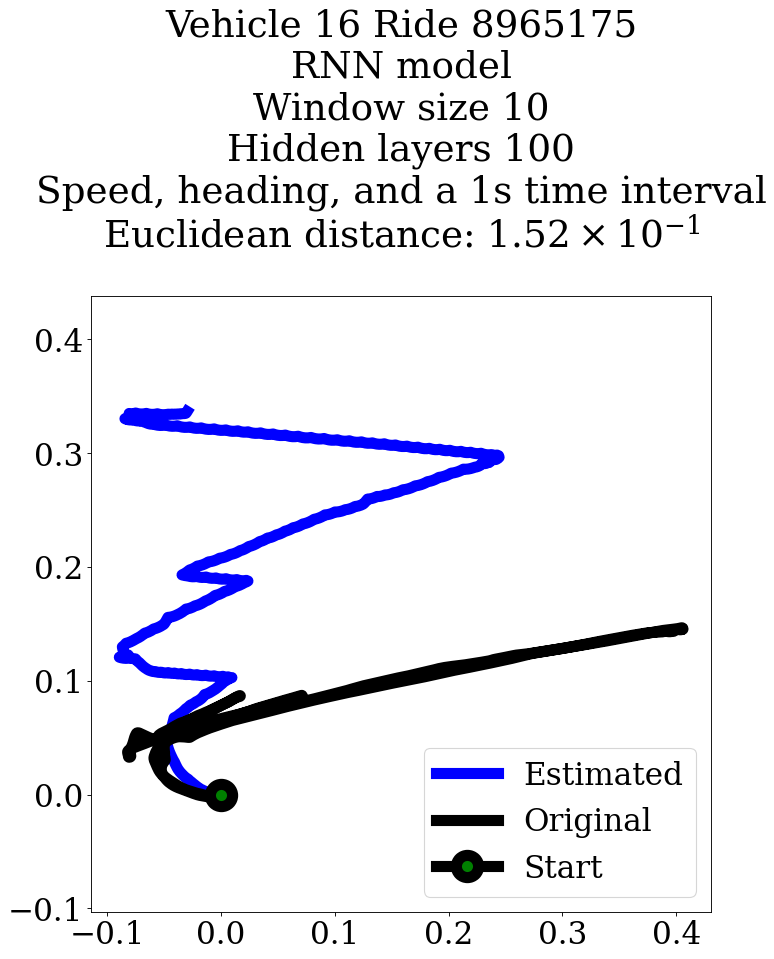 Vehicle 16 Ride 8965175
RNN model
Window size 10
Hidden layers 100
Speed, heading, and a 1s time interval
Euclidean distance: 1.52 × 10⁻¹
0.4
0.3
0.2
0.1
0.0
−0.1
Estimated
Original
Start
−0.1 0.0 0.1 0.2 0.3 0.4